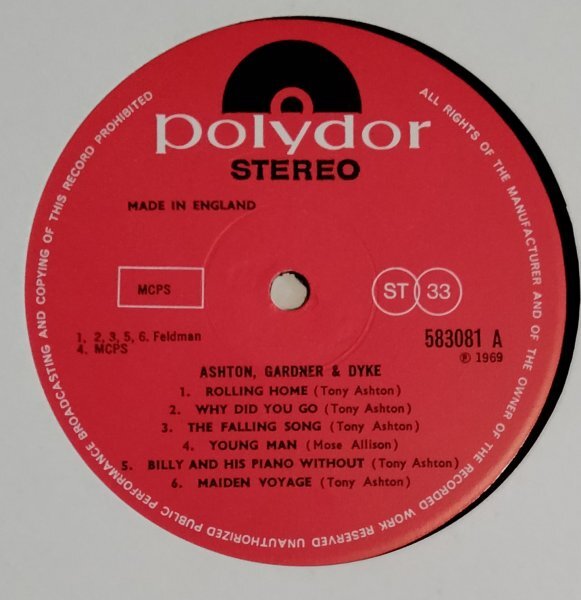 polydor
STEREO
MADE IN ENGLAND
MCPS
ST 33
1, 2, 3, 5, 6. Feldman
4. MCPS
583081 A
℗ 1969
ASHTON, GARDNER & DYKE
1. ROLLING HOME (Tony Ashton)
2. WHY DID YOU GO (Tony Ashton)
3. THE FALLING SONG (Tony Ashton)
4. YOUNG MAN (Mose Allison)
5. BILLY AND HIS PIANO WITHOUT (Tony Ashton)
6. MAIDEN VOYAGE (Tony Ashton)
ALL RIGHTS OF THE MANUFACTURER AND OF THE OWNER OF THE RECORDED WORK RESERVED UNAUTHORIZED PUBLIC PERFORMANCE BROADCASTING AND COPYING OF THIS RECORD PROHIBITED